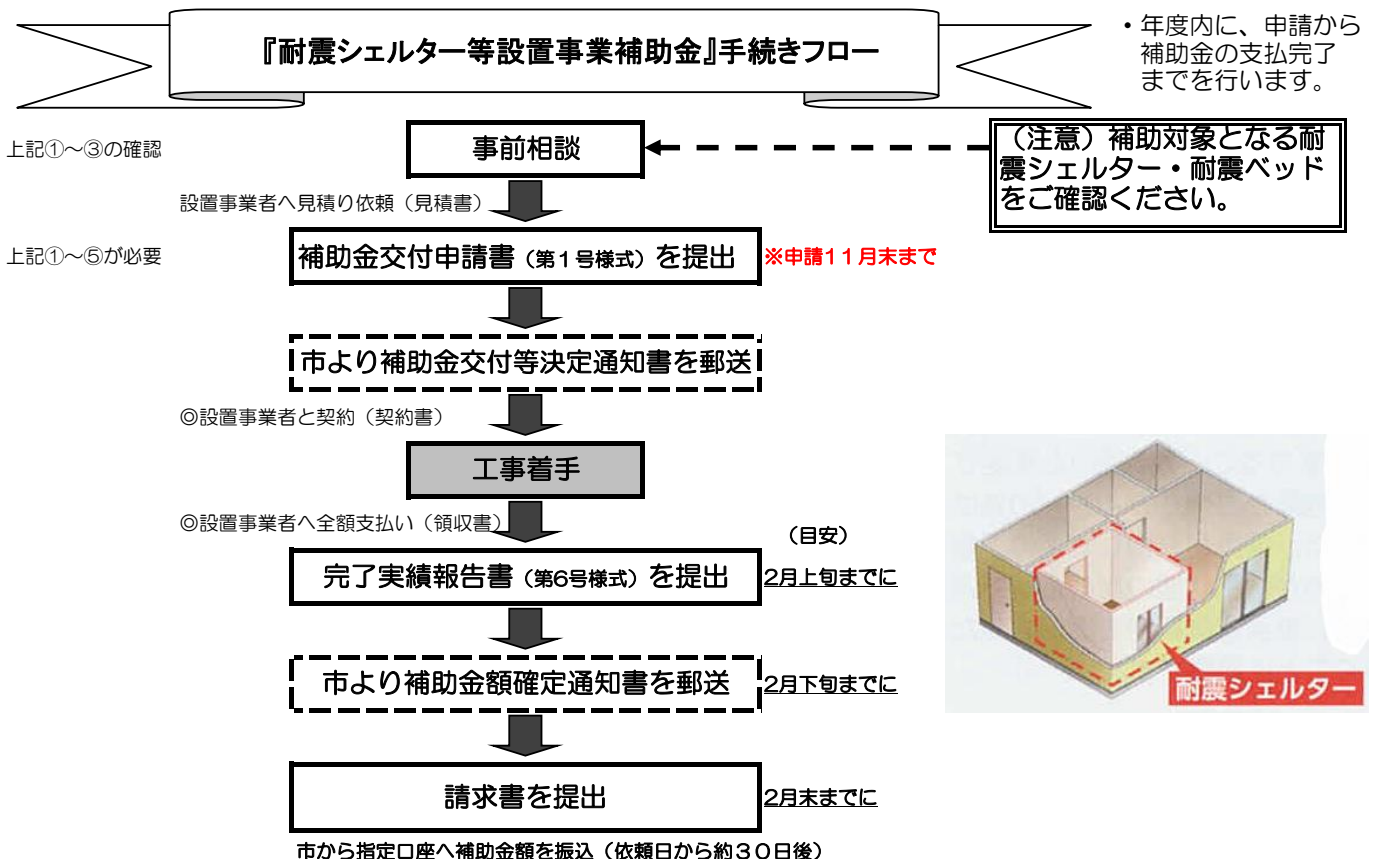 『耐震シェルター等設置事業補助金』手続きフロー
・年度内に、申請から
補助金の支払完了
までを行います。
上記①～③の確認
事前相談
（注意）補助対象となる耐
震シェルター・耐震ベッド
をご確認ください。
設置事業者へ見積り依頼（見積書）
上記①～⑤が必要
補助金交付申請書（第１号様式）を提出
※申請１１月末まで
市より補助金交付等決定通知書を郵送
◎設置事業者と契約（契約書）
工事着手
◎設置事業者へ全額支払い（領収書）
（目安）
完了実績報告書（第6号様式）を提出
2月上旬までに
市より補助金額確定通知書を郵送
2月下旬までに
耐震シェルター
請求書を提出
2月末までに
市から指定口座へ補助金額を振込（依頼日から約３０日後）